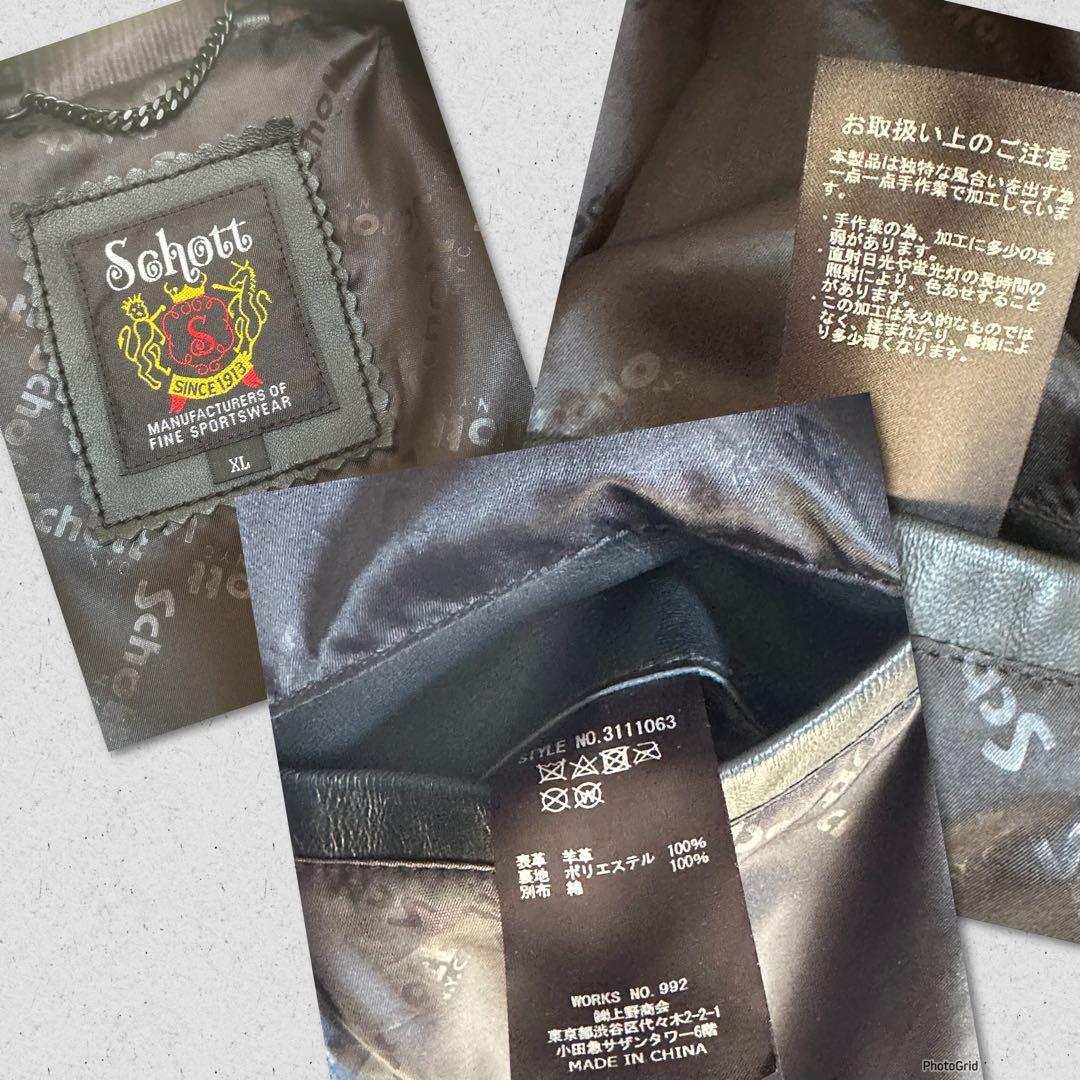 Schott
S
SINCE 1913
MANUFACTURERS OF
FINE SPORTSWEAR
XL
お取扱い上のご注意
本製品は独特な風合いを出す為
一点一点手作業で加工していま
す。
・手作業の為、加工に多少の強
弱があります。
・直射日光や蛍光灯の長時間の
照射により、色あせすること
があります。
・この加工は永久的なものでは
なく、揉まれたり、摩擦によ
り多少薄くなります。
STYLE NO.3111063
W
表革 羊革 100%
裏地 ポリエステル 100%
別布 綿
WORKS NO.992
㈱上野商会
東京都渋谷区代々木2-2-1
小田急サザンタワー6階
MADE IN CHINA
PhotoGrid